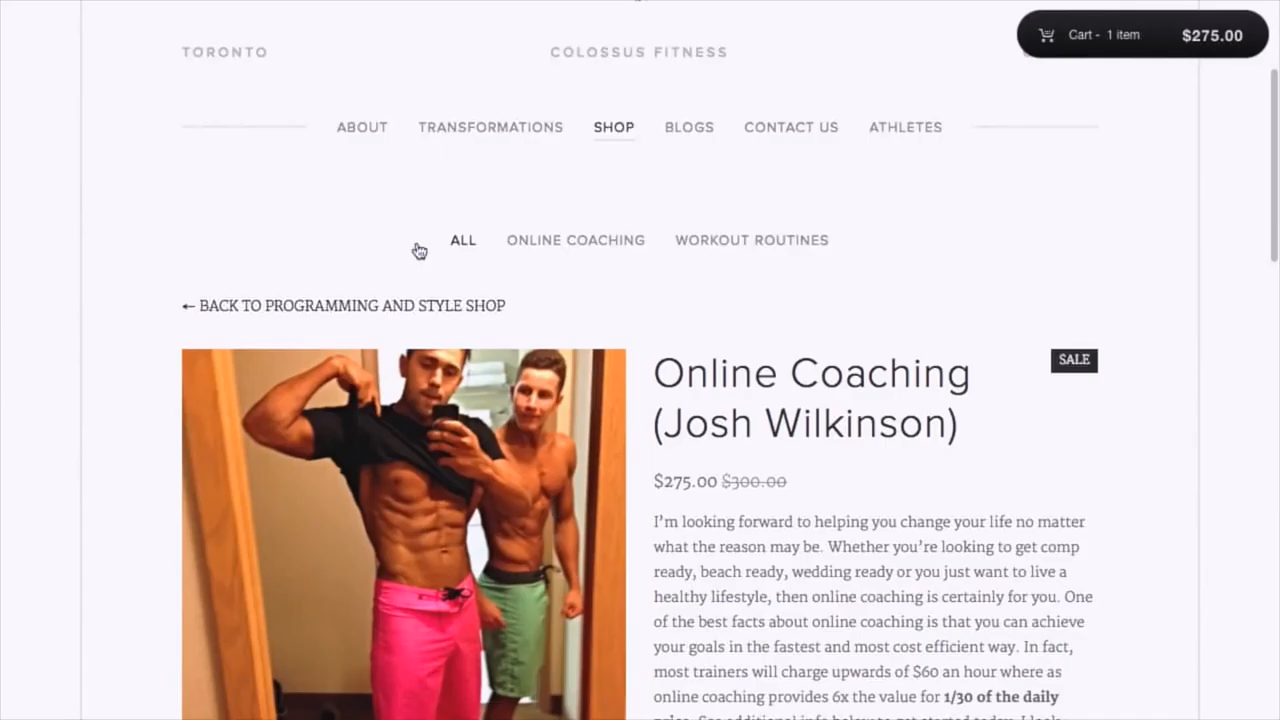 TORONTO
COLOSSUS FITNESS
Cart - 1 item $275.00
ABOUT TRANSFORMATIONS SHOP BLOGS CONTACT US ATHLETES
ALL ONLINE COACHING WORKOUT ROUTINES
← BACK TO PROGRAMMING AND STYLE SHOP
Online Coaching
(Josh Wilkinson)
SALE
$275.00 $300.00
I'm looking forward to helping you change your life no matter
what the reason may be. Whether you're looking to get comp
ready, beach ready, wedding ready or you just want to live a
healthy lifestyle, then online coaching is certainly for you. One
of the best facts about online coaching is that you can achieve
your goals in the fastest and most cost efficient way. In fact,
most trainers will charge upwards of $60 an hour where as
online coaching provides 6x the value for 1/30 of the daily